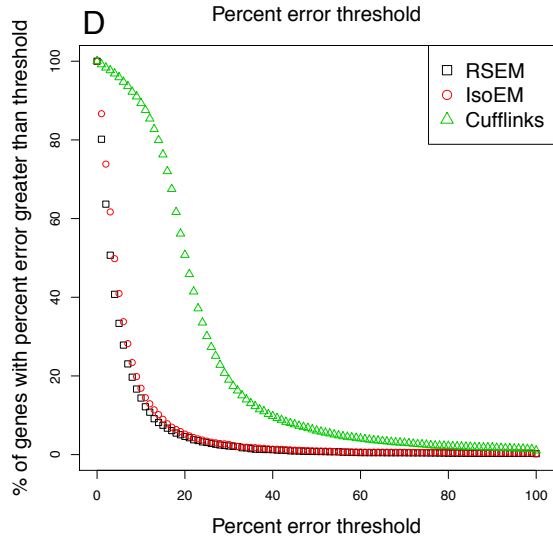 Percent error threshold
D
% of genes with percent error greater than threshold
100
80
60
40
20
0
RSEM
IsoEM
Cufflinks
0 20 40 60 80 100
Percent error threshold